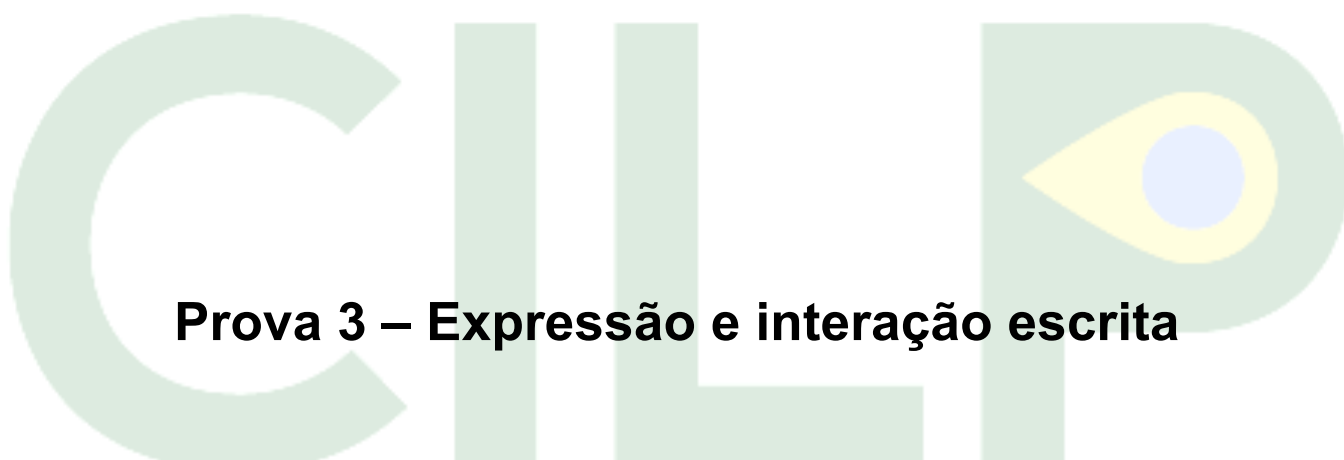 CILP
Prova 3 – Expressão e interação escrita